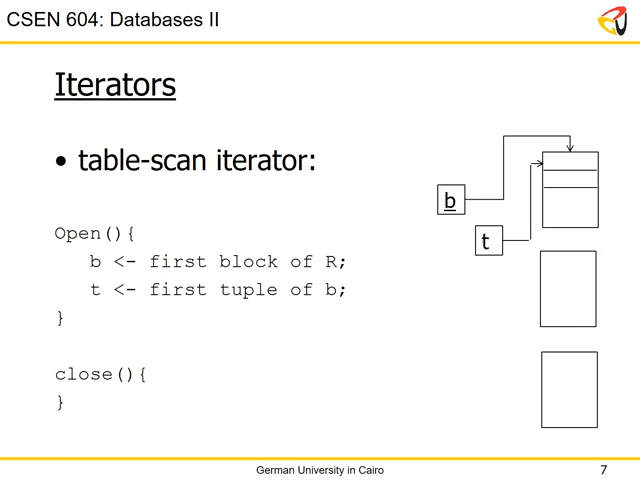 CSEN 604: Databases II
Iterators
• table-scan iterator:
b
t
Open(){
b <- first block of R;
t <- first tuple of b;
}
close(){
}
German University in Cairo
7